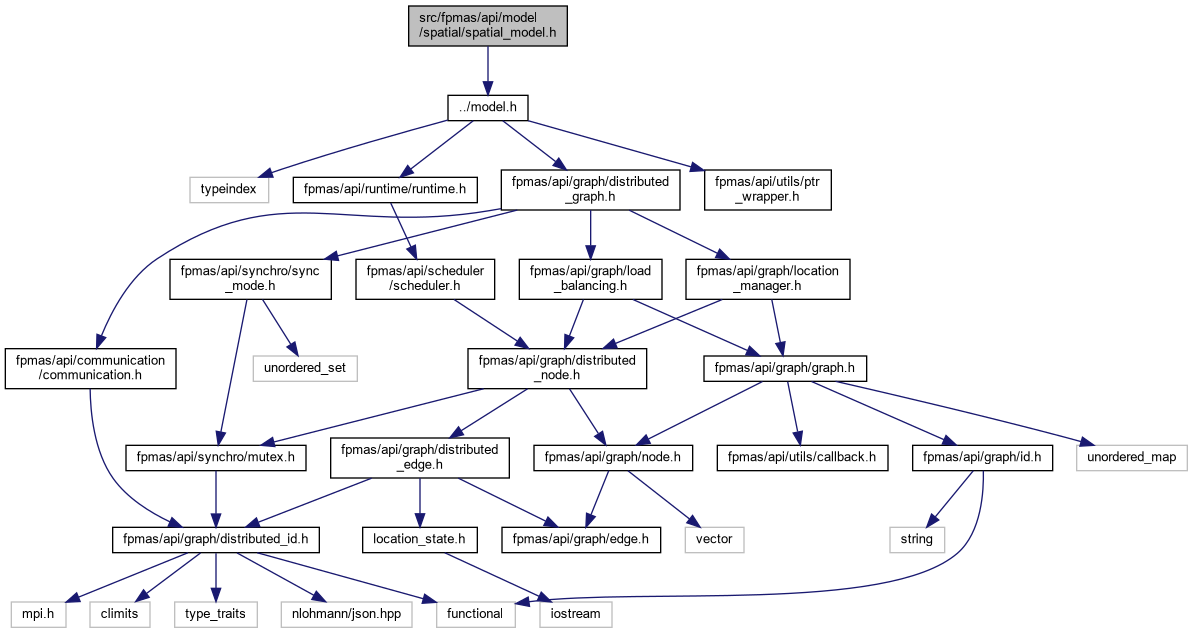 src/fpmas/api/model
/spatial/spatial_model.h
../model.h
typeindex
fpmas/api/runtime/runtime.h
fpmas/api/graph/distributed
_graph.h
fpmas/api/utils/ptr
_wrapper.h
fpmas/api/synchro/sync
_mode.h
fpmas/api/scheduler
/scheduler.h
fpmas/api/graph/load
_balancing.h
fpmas/api/graph/location
_manager.h
fpmas/api/communication
/communication.h
unordered_set
fpmas/api/graph/distributed
_node.h
fpmas/api/graph/graph.h
fpmas/api/synchro/mutex.h
fpmas/api/graph/distributed
_edge.h
fpmas/api/graph/node.h
fpmas/api/utils/callback.h
fpmas/api/graph/id.h
unordered_map
fpmas/api/graph/distributed_id.h
location_state.h
fpmas/api/graph/edge.h
vector
string
mpi.h
climits
type_traits
nlohmann/json.hpp
functional
iostream